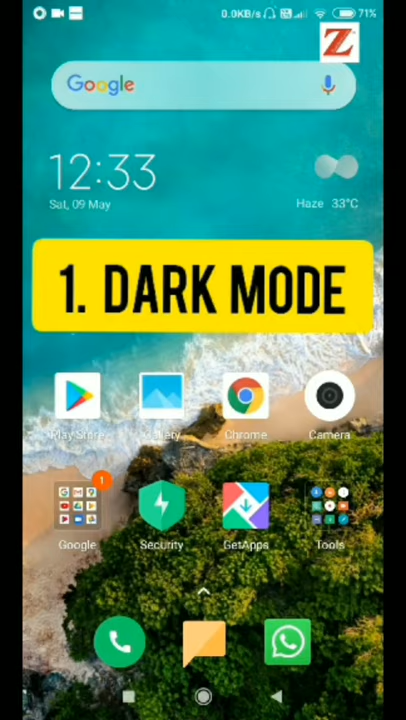 0.0KB/s 71%
Z
Google
12:33
Sat, 09 May
Haze 33°C
1. DARK MODE
Play Store Gallery Chrome Camera
1
Google Security GetApps Tools